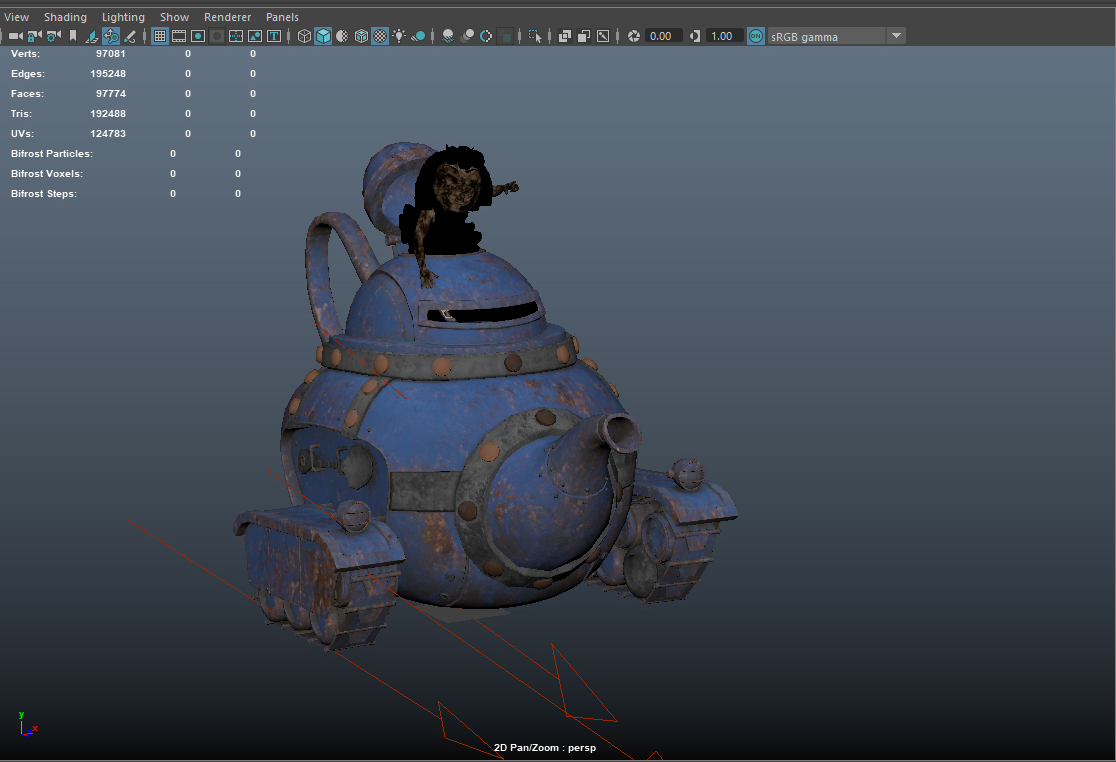 View Shading Lighting Show Renderer Panels
0.00 1.00 ON sRGB gamma
Verts: 97081 0 0
Edges: 195248 0 0
Faces: 97774 0 0
Tris: 192488 0 0
UVs: 124783 0 0
Bifrost Particles: 0 0
Bifrost Voxels: 0 0
Bifrost Steps: 0 0
y
x
2D Pan/Zoom : persp